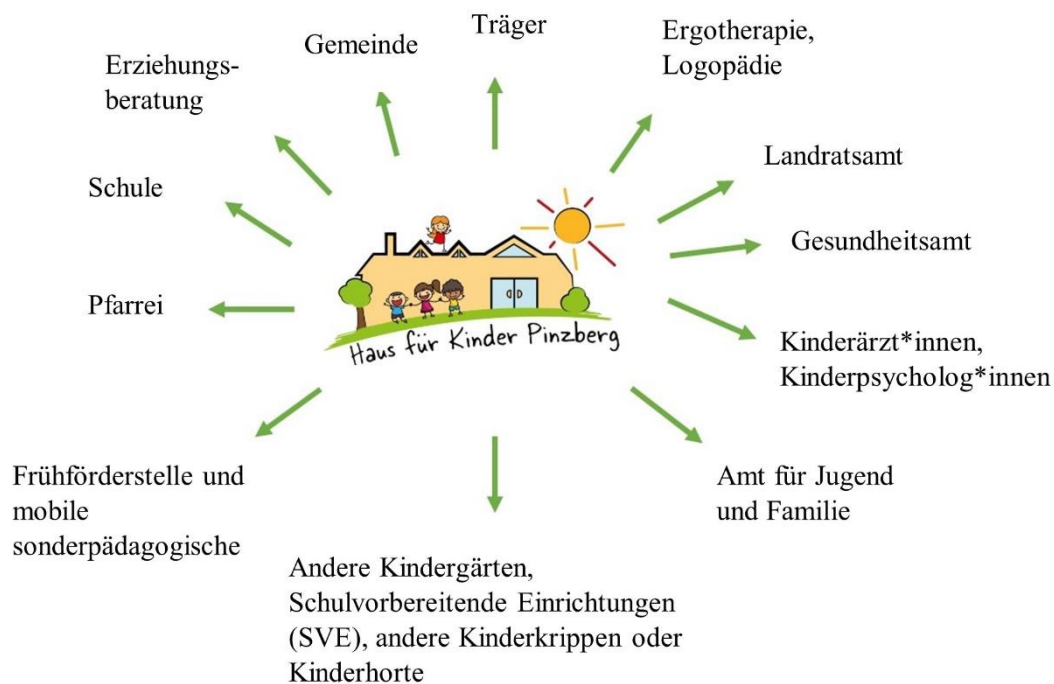 Träger
Gemeinde
Ergotherapie,
Logopädie
Erziehungs-
beratung
Landratsamt
Schule
Gesundheitsamt
Pfarrei
Haus für Kinder Pinzberg
Kinderärzt*innen,
Kinderpsycholog*innen
Frühförderstelle und
mobile
sonderpädagogische
Amt für Jugend
und Familie
Andere Kindergärten,
Schulvorbereitende Einrichtungen
(SVE), andere Kinderkrippen oder
Kinderhorte